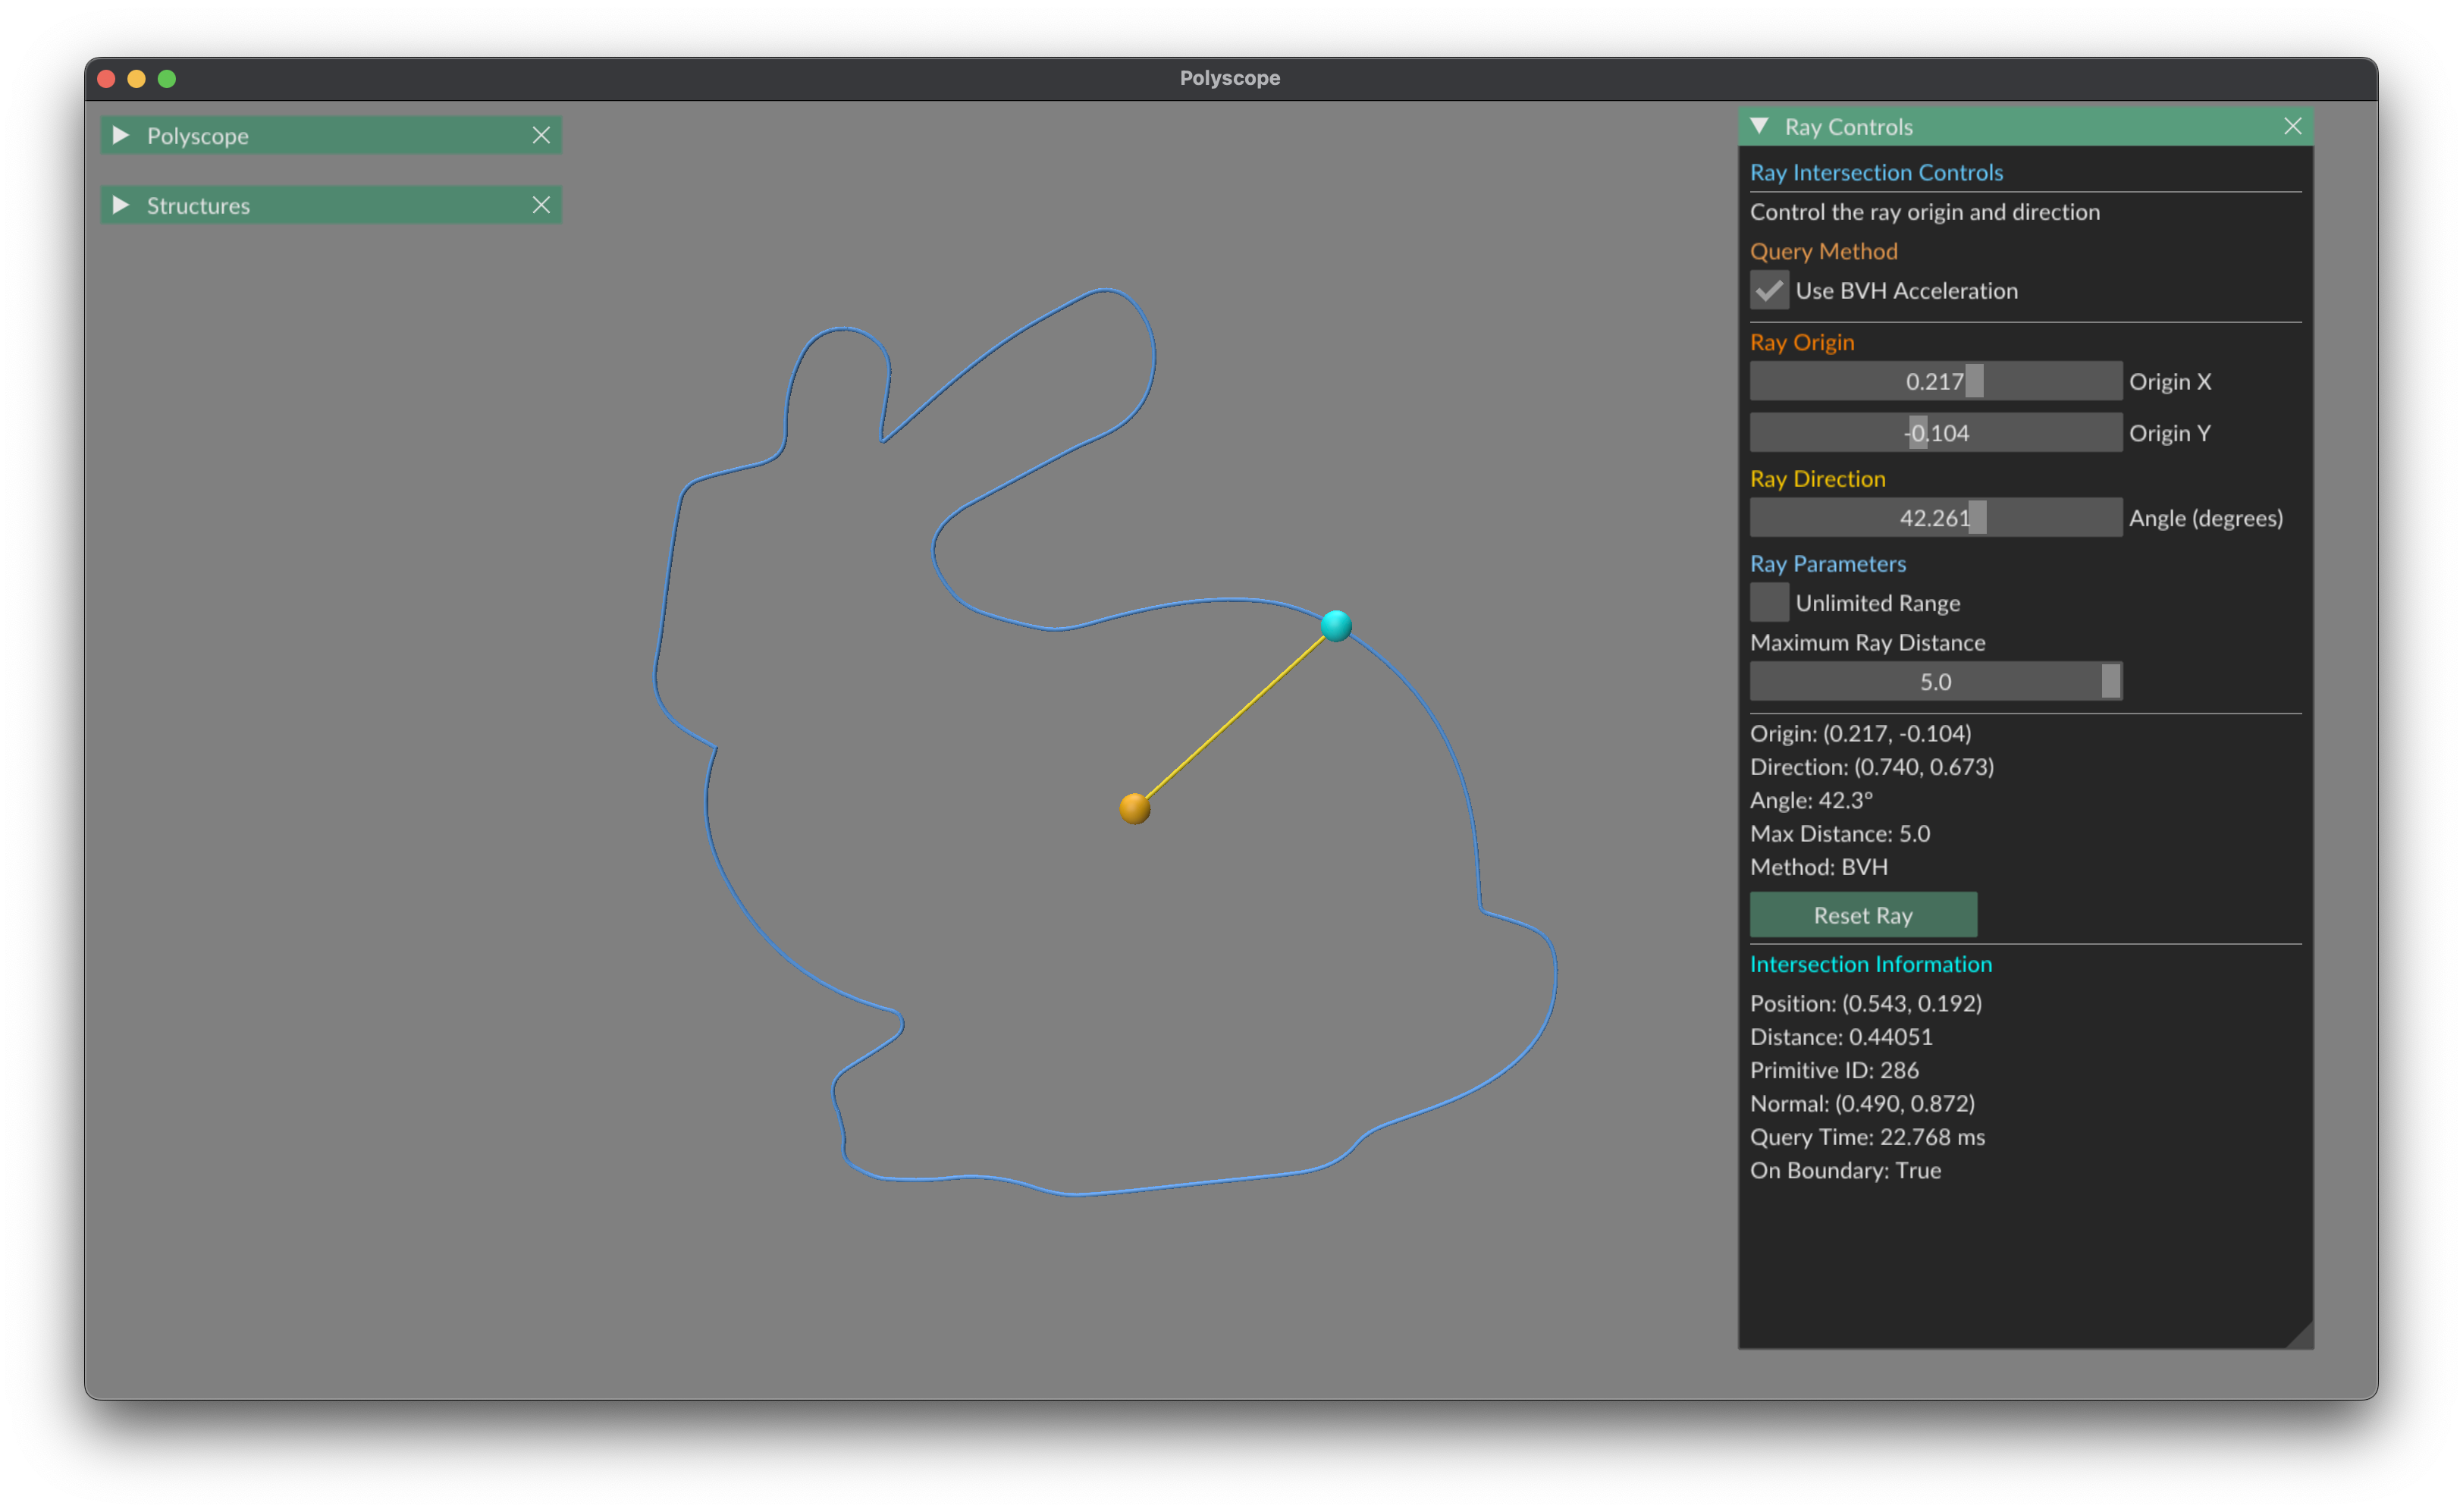 Polyscope
Polyscope
Structures
Ray Controls
Ray Intersection Controls
Control the ray origin and direction
Query Method
Use BVH Acceleration
Ray Origin
0.217 Origin X
-0.104 Origin Y
Ray Direction
42.261 Angle (degrees)
Ray Parameters
Unlimited Range
Maximum Ray Distance
5.0
Origin: (0.217, -0.104)
Direction: (0.740, 0.673)
Angle: 42.3°
Max Distance: 5.0
Method: BVH
Reset Ray
Intersection Information
Position: (0.543, 0.192)
Distance: 0.44051
Primitive ID: 286
Normal: (0.490, 0.872)
Query Time: 22.768 ms
On Boundary: True